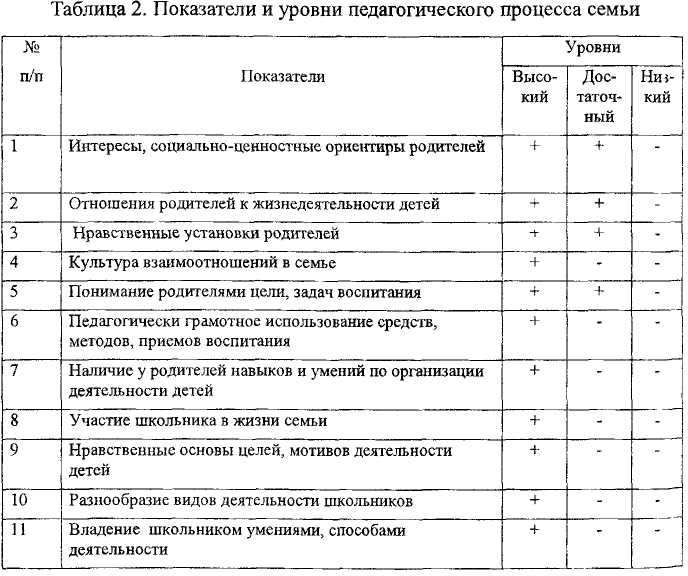 Таблица 2. Показатели и уровни педагогического процесса семьи
№ п/п Показатели Уровни
Высо-кий Дос-таточ-ный Низ-кий
1 Интересы, социально-ценностные ориентиры родителей + + -
2 Отношения родителей к жизнедеятельности детей + + -
3 Нравственные установки родителей + + -
4 Культура взаимоотношений в семье + - -
5 Понимание родителями цели, задач воспитания + + -
6 Педагогически грамотное использование средств, + - -
методов, приемов воспитания
7 Наличие у родителей навыков и умений по организации + - -
деятельности детей
8 Участие школьника в жизни семьи + - -
9 Нравственные основы целей, мотивов деятельности + - -
детей
10 Разнообразие видов деятельности школьников + - -
11 Владение школьником умениями, способами + - -
деятельности